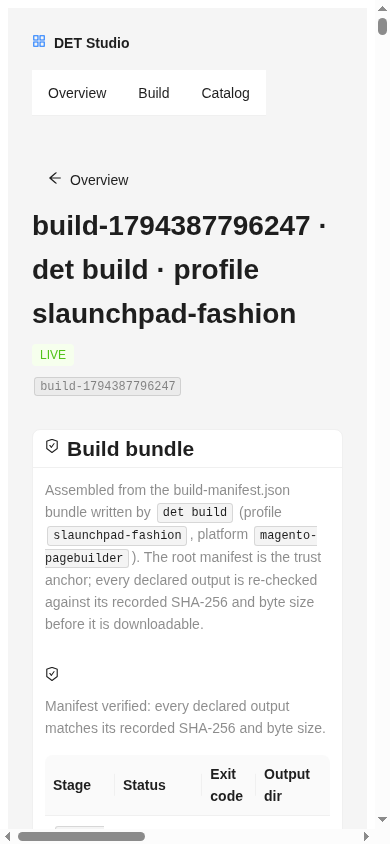 DET Studio
Overview Build Catalog
Overview
build-1794387796247 ·
det build · profile
slaunchpad-fashion
LIVE
build-1794387796247
Build bundle
Assembled from the build-manifest.json
bundle written by det build (profile
slaunchpad-fashion , platform magento-
pagebuilder ). The root manifest is the trust
anchor; every declared output is re-checked
against its recorded SHA-256 and byte size
before it is downloadable.
Manifest verified: every declared output
matches its recorded SHA-256 and byte size.
Stage Status Exit code Output dir